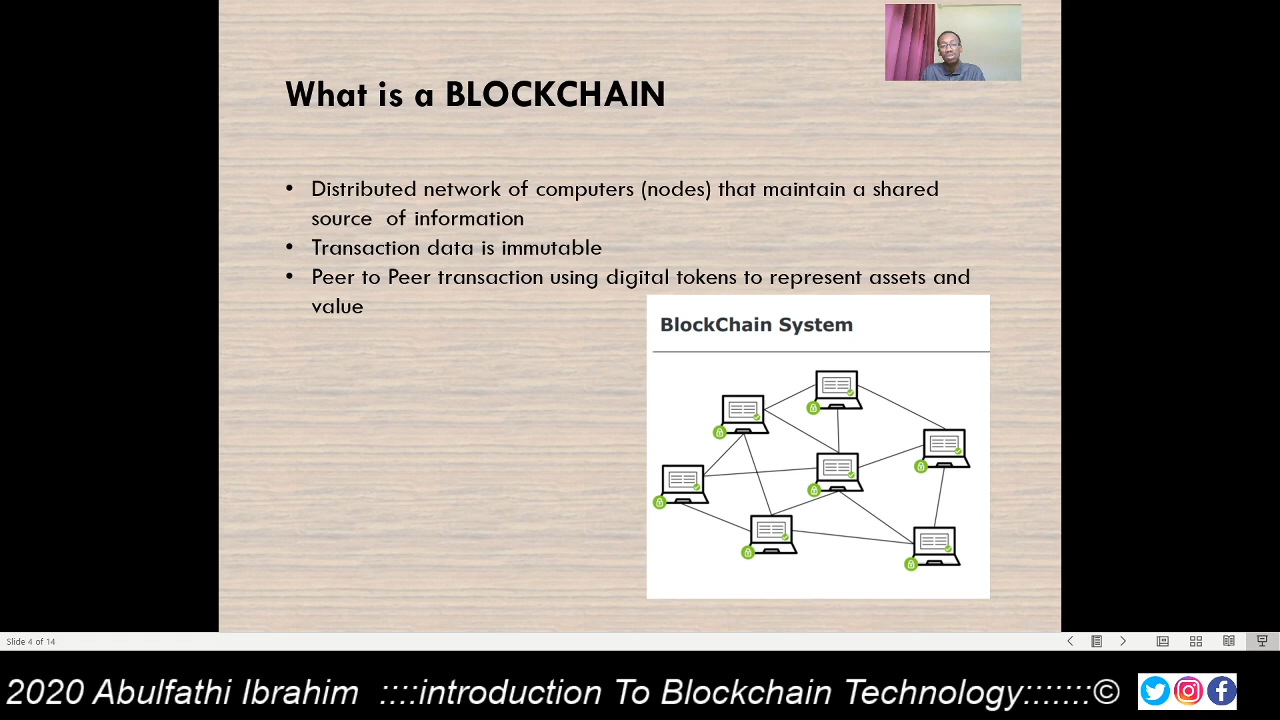 What is a BLOCKCHAIN
• Distributed network of computers (nodes) that maintain a shared
source of information
• Transaction data is immutable
• Peer to Peer transaction using digital tokens to represent assets and
value
BlockChain System
Slide 4 of 14
2020 Abulfathi Ibrahim ::::introduction To Blockchain Technology:::::::©